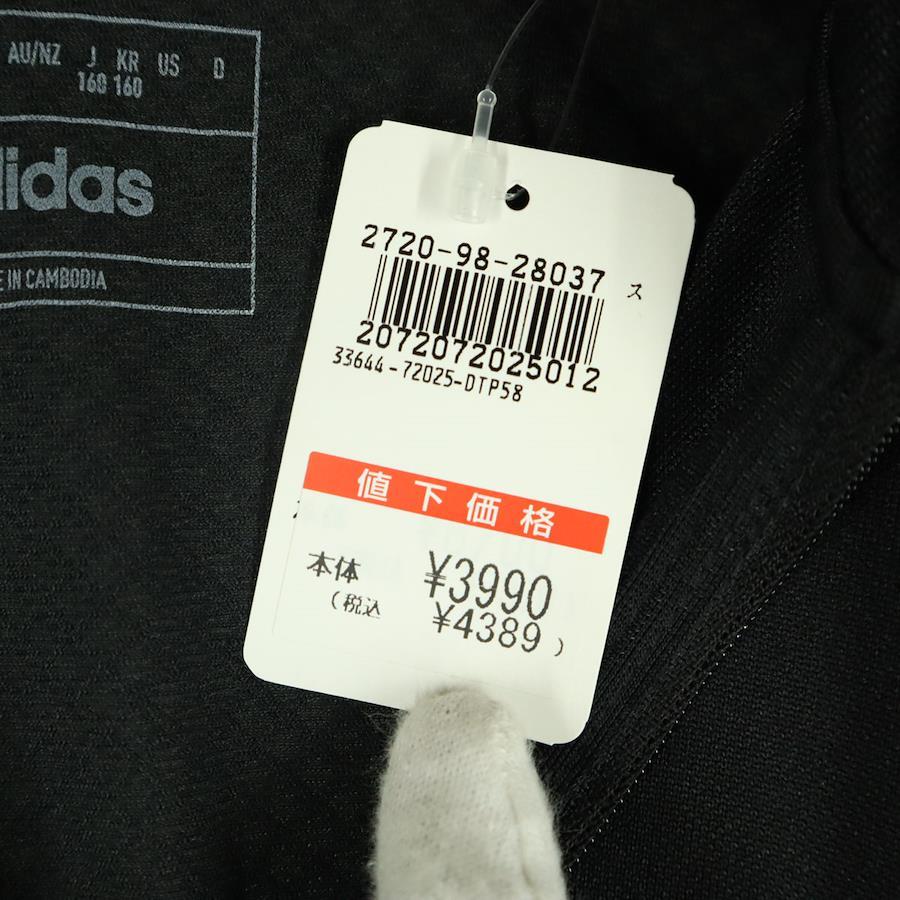 AU/NZ J KR US D
160 160
didas
E IN CAMBODIA
2720-98-28037 ス
2072072025012
33644-72025-DTP58
値下価格
本体 ¥3990
(税込 ¥4389)